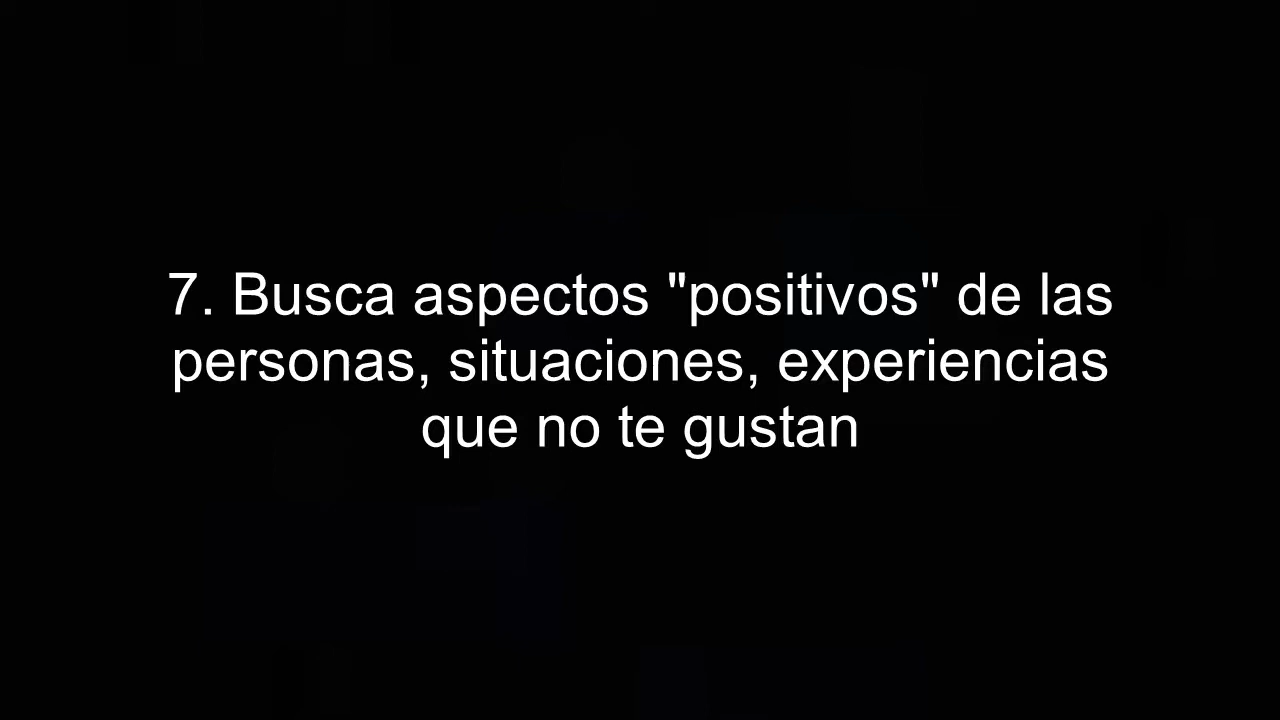 7. Busca aspectos "positivos" de las
personas, situaciones, experiencias
que no te gustan